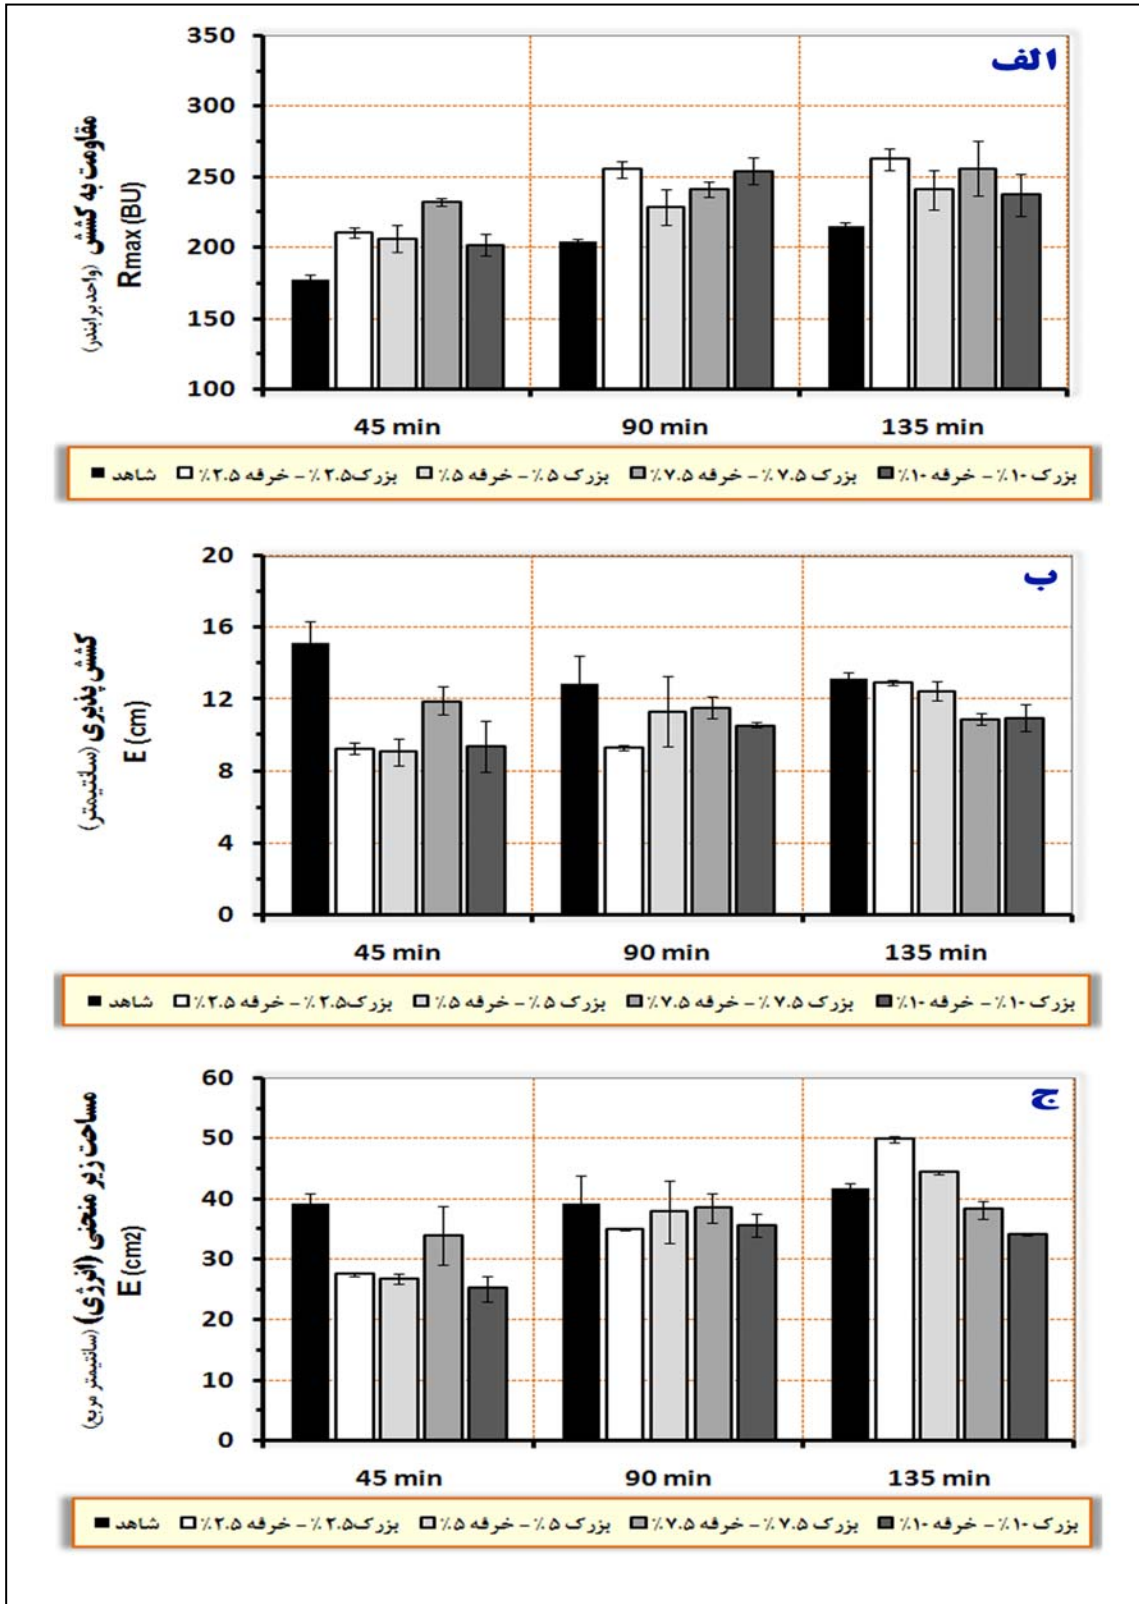 الف
مقاومت به کشش (واحد برابندر)
Rmax (BU)
350
300
250
200
150
100
45 min 90 min 135 min
شاهد بزرک۲.۵٪ – خرفه ۲.۵٪ بزرک ۵٪ – خرفه ۵٪ بزرک ۷.۵٪ – خرفه ۷.۵٪ بزرک ۱۰٪ – خرفه ۱۰٪
ب
کشش پذیری (سانتیمتر)
E (cm)
20
16
12
8
4
0
45 min 90 min 135 min
شاهد بزرک۲.۵٪ – خرفه ۲.۵٪ بزرک ۵٪ – خرفه ۵٪ بزرک ۷.۵٪ – خرفه ۷.۵٪ بزرک ۱۰٪ – خرفه ۱۰٪
ج
مساحت زیر منحنی (انرژی) (سانتیمتر مربع)
E (cm2)
60
50
40
30
20
10
0
45 min 90 min 135 min
شاهد بزرک۲.۵٪ – خرفه ۲.۵٪ بزرک ۵٪ – خرفه ۵٪ بزرک ۷.۵٪ – خرفه ۷.۵٪ بزرک ۱۰٪ – خرفه ۱۰٪